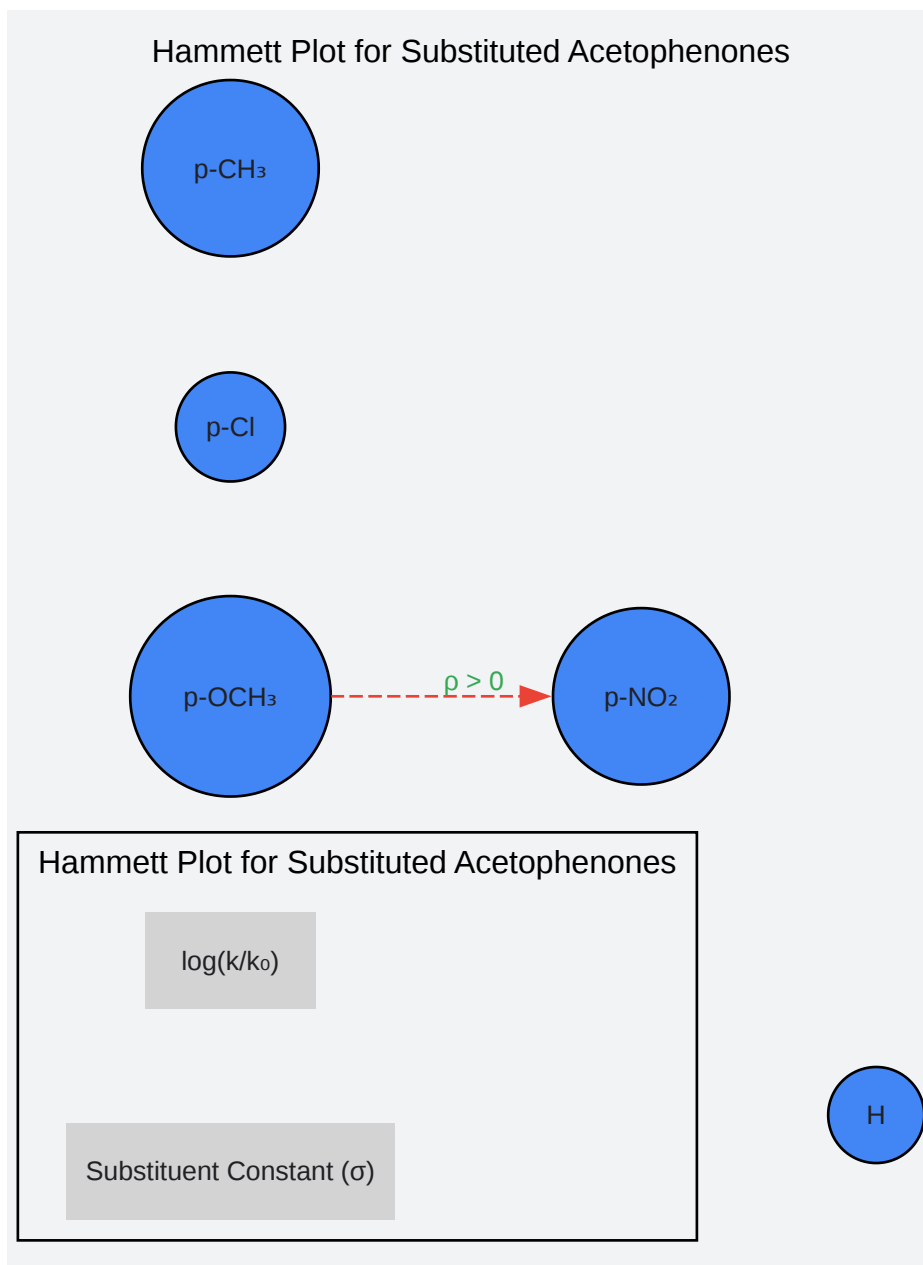 Hammett Plot for Substituted Acetophenones
p-CH₃
p-Cl
p-OCH₃
ρ > 0
p-NO₂
Hammett Plot for Substituted Acetophenones
log(k/k₀)
Substituent Constant (σ)
H